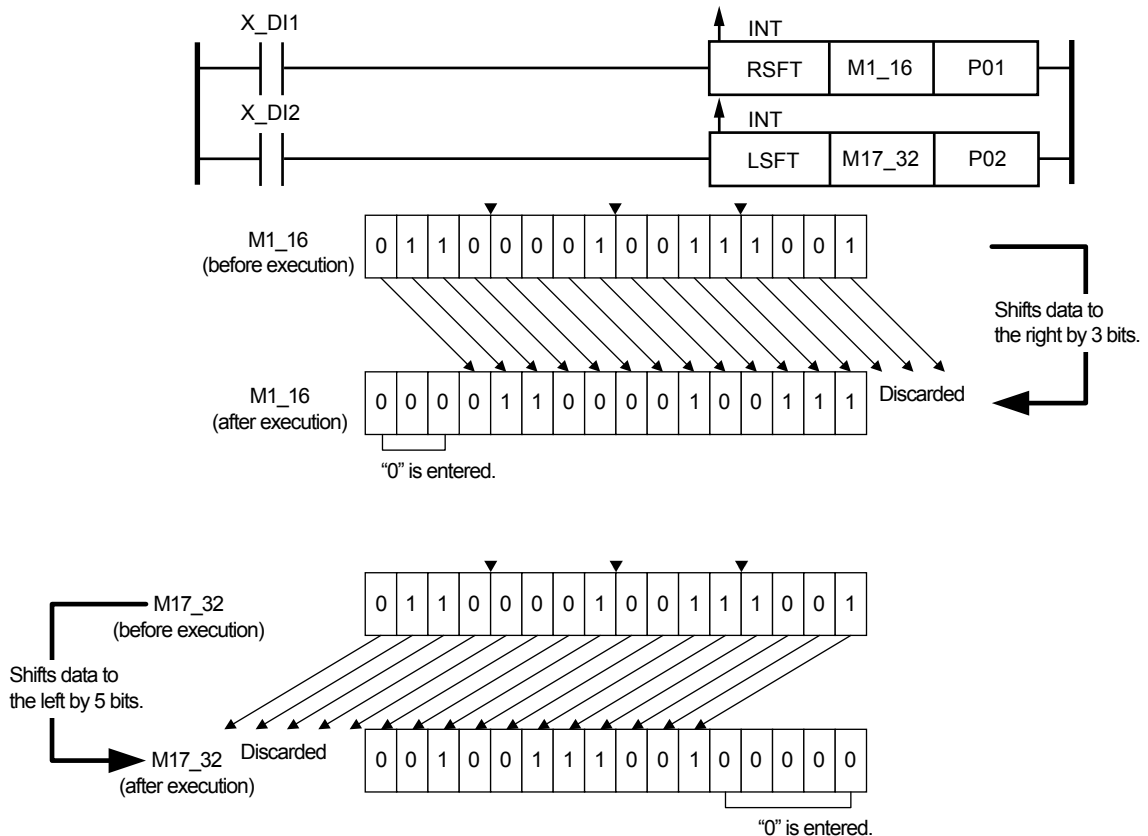 X_DI1
INT
RSFT M1_16 P01
X_DI2
INT
LSFT M17_32 P02
M1_16
(before execution)
0 1 1 0 0 0 0 1 0 0 1 1 1 0 0 1
Shifts data to
the right by 3 bits.
M1_16
(after execution)
0 0 0 0 1 1 0 0 0 0 1 0 0 1 1 1
Discarded
“0” is entered.
M17_32
(before execution)
0 1 1 0 0 0 0 1 0 0 1 1 1 0 0 1
Shifts data to
the left by 5 bits.
M17_32
(after execution)
Discarded
0 0 1 0 0 1 1 1 0 0 1 0 0 0 0 0
“0” is entered.